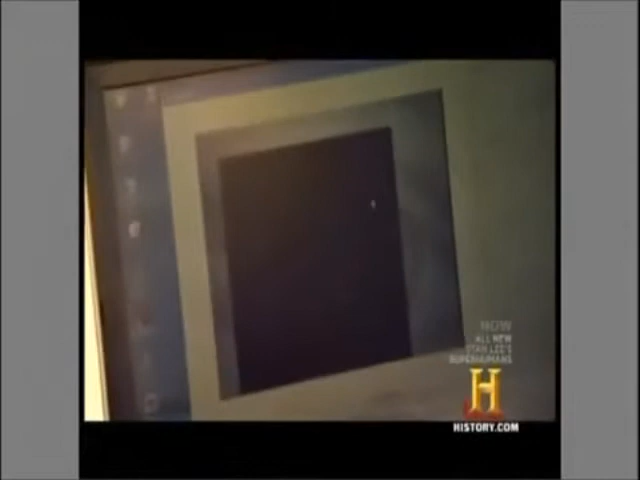 NOW
ALL NEW
STAN LEE'S
SUPERHUMANS
H
HISTORY.COM